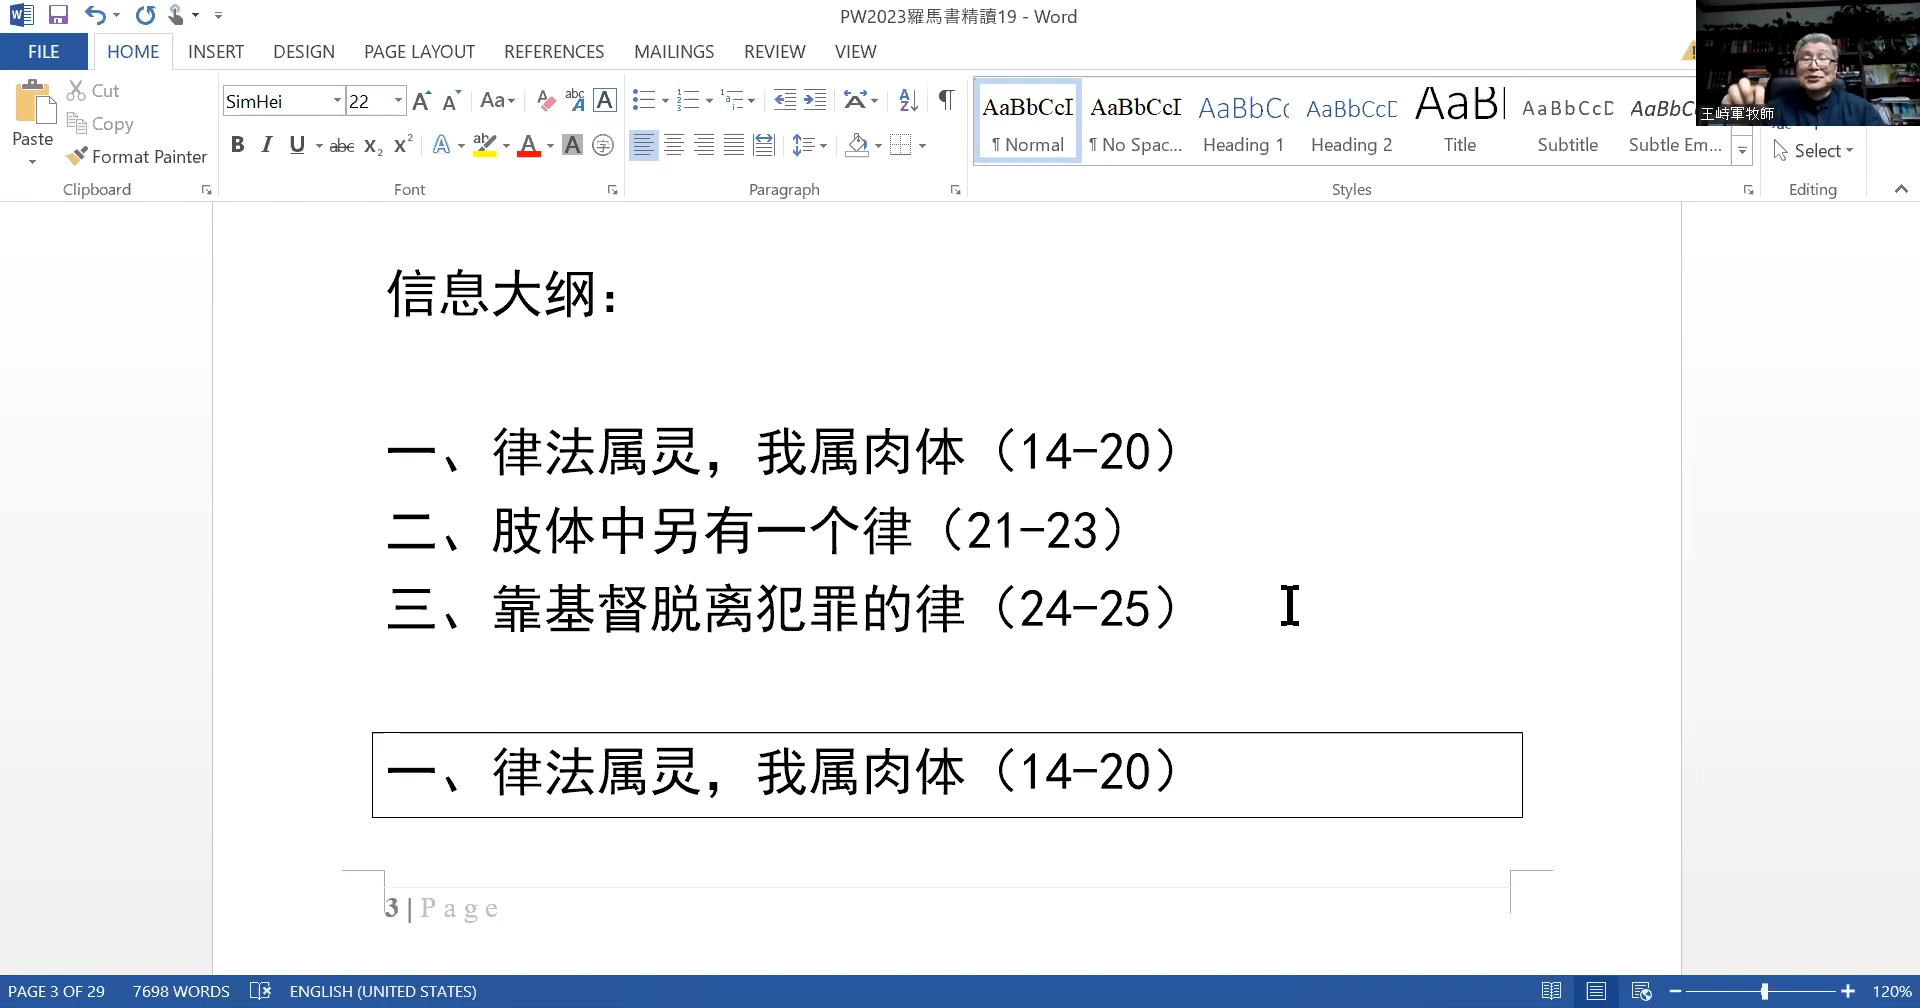 PW2023羅馬書精讀19 - Word
FILE HOME INSERT DESIGN PAGE LAYOUT REFERENCES MAILINGS REVIEW VIEW
Paste
Cut
Copy
Format Painter
Clipboard
SimHei 22
Font
Paragraph
AaBbCcI AaBbCcI AaBbCc AaBbCcD AaBl AaBbCcD AaBbCc
¶ Normal ¶ No Spac... Heading 1 Heading 2 Title Subtitle Subtle Em...
Styles
Select
Editing
王峙軍牧師
信息大纲：
一、律法属灵，我属肉体（14-20）
二、肢体中另有一个律（21-23）
三、靠基督脱离犯罪的律（24-25）
一、律法属灵，我属肉体（14-20）
3 | Page
PAGE 3 OF 29 7698 WORDS ENGLISH (UNITED STATES) 120%